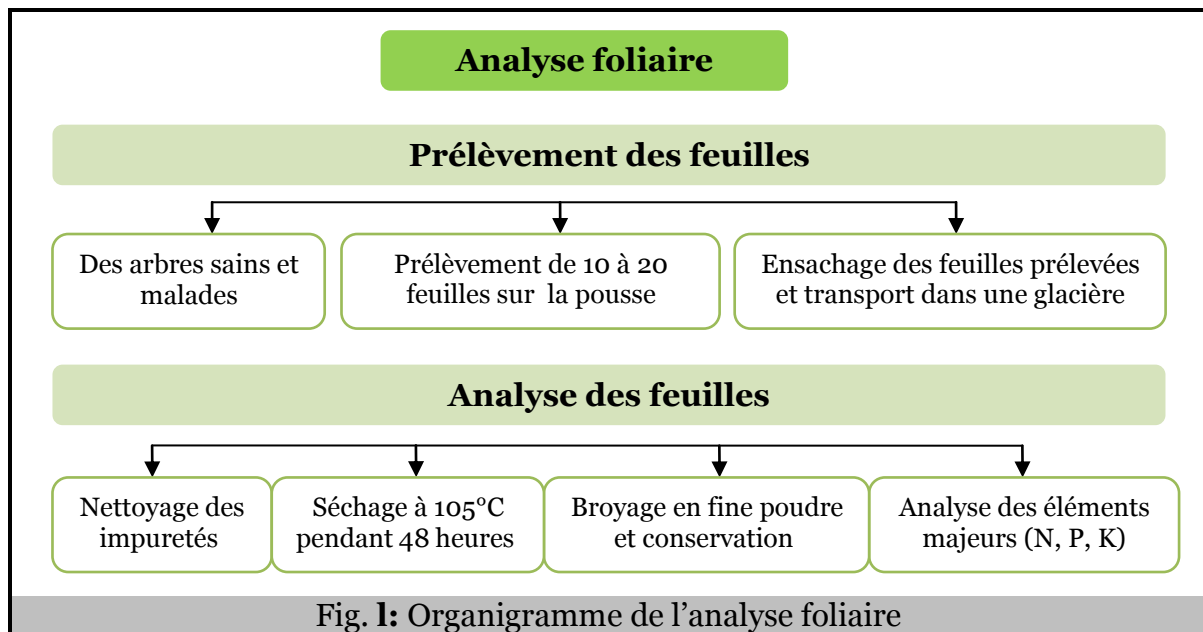 Analyse foliaire
Prélèvement des feuilles
Des arbres sains et
malades
Prélèvement de 10 à 20
feuilles sur la pousse
Ensachage des feuilles prélevées
et transport dans une glacière
Analyse des feuilles
Nettoyage des
impuretés
Séchage à 105°C
pendant 48 heures
Broyage en fine poudre
et conservation
Analyse des éléments
majeurs (N, P, K)
Fig. l: Organigramme de l’analyse foliaire